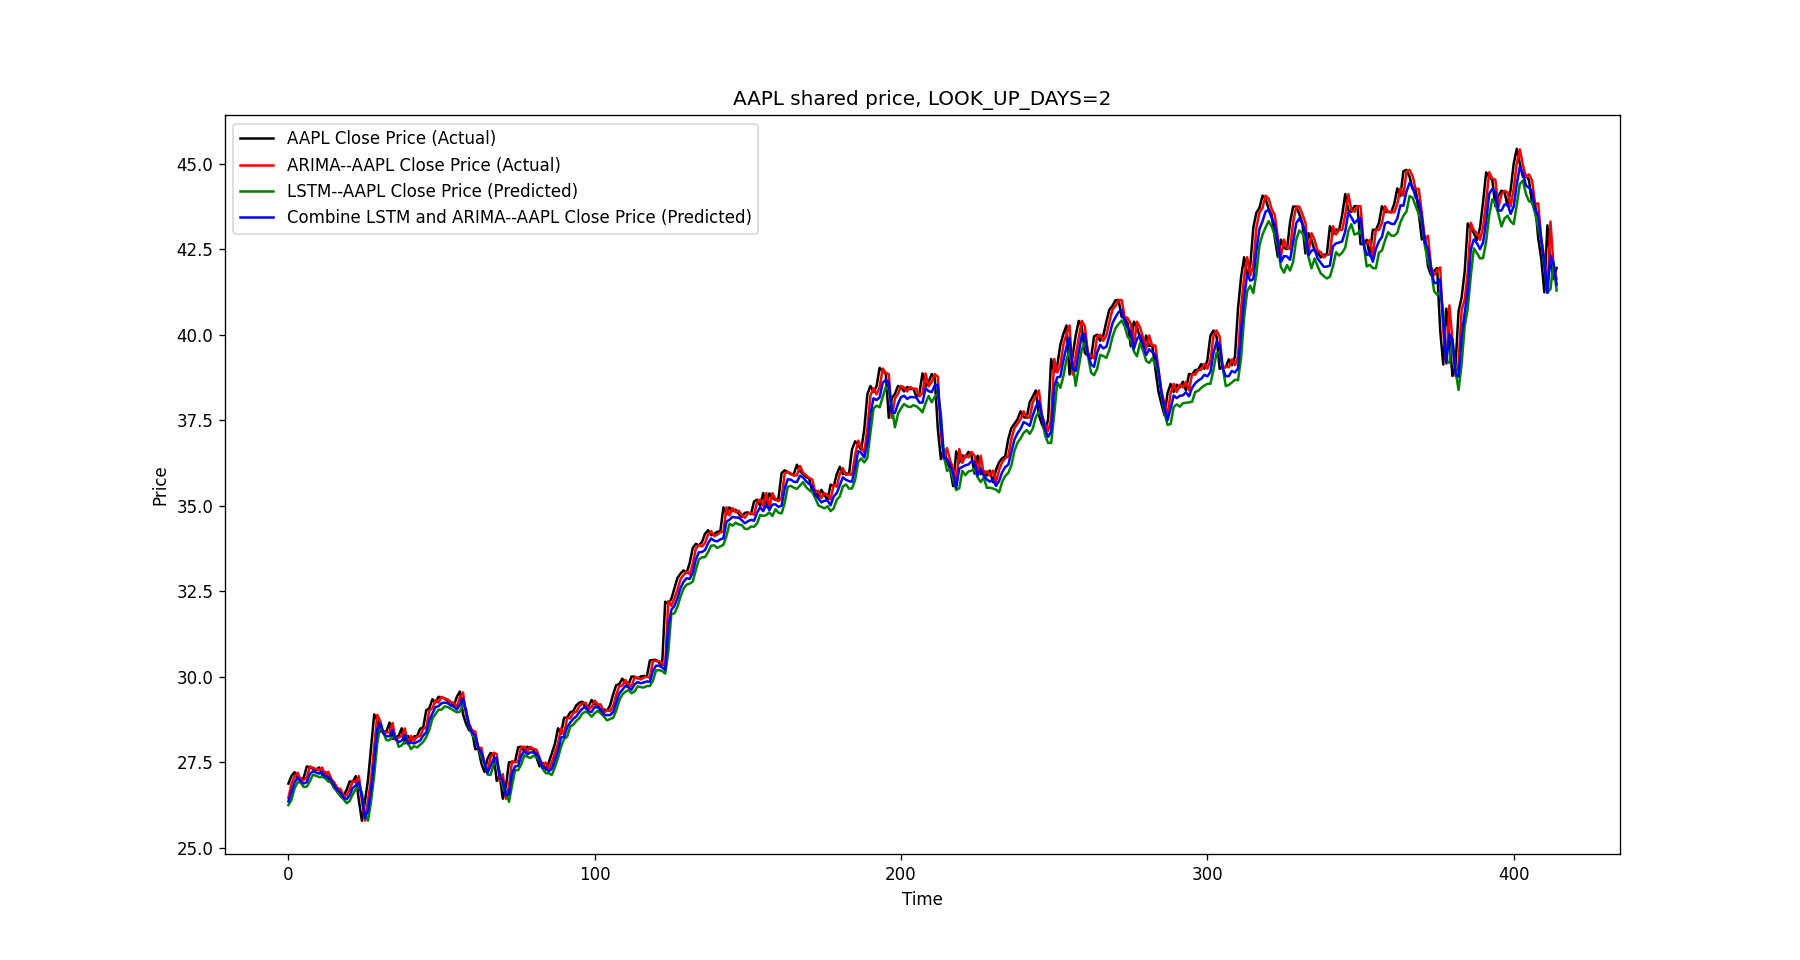 AAPL shared price, LOOK_UP_DAYS=2
AAPL Close Price (Actual)
ARIMA--AAPL Close Price (Actual)
LSTM--AAPL Close Price (Predicted)
Combine LSTM and ARIMA--AAPL Close Price (Predicted)
45.0
42.5
40.0
37.5
35.0
32.5
30.0
27.5
25.0
Price
0
100
200
300
400
Time